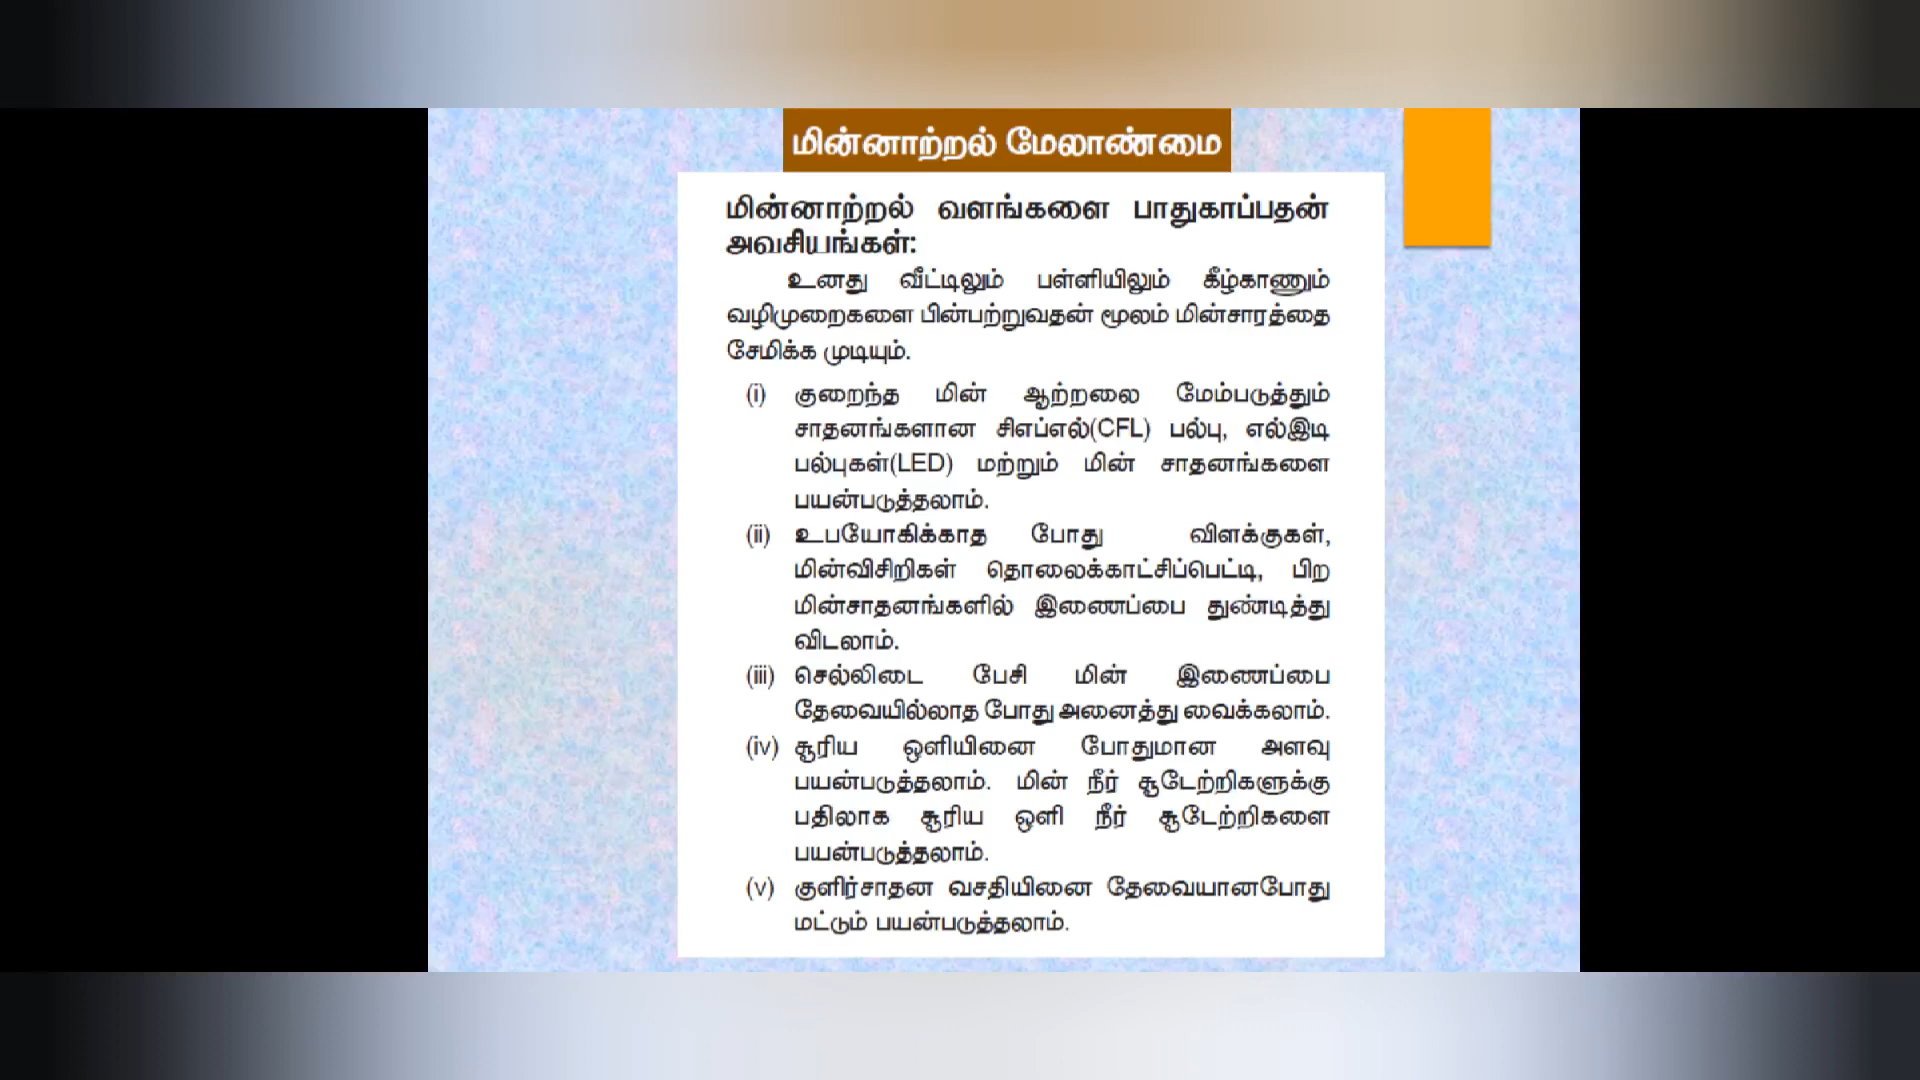 மின்னாற்றல் மேலாண்மை
மின்னாற்றல் வளங்களை பாதுகாப்பதன்
அவசியங்கள்:
உனது வீட்டிலும் பள்ளியிலும் கீழ்காணும்
வழிமுறைகளை பின்பற்றுவதன் மூலம் மின்சாரத்தை
சேமிக்க முடியும்.
(i) குறைந்த மின் ஆற்றலை மேம்படுத்தும்
சாதனங்களான சிஎப்எல்(CFL) பல்பு, எல்இடி
பல்புகள்(LED) மற்றும் மின் சாதனங்களை
பயன்படுத்தலாம்.
(ii) உபயோகிக்காத போது விளக்குகள்,
மின்விசிறிகள் தொலைக்காட்சிப்பெட்டி, பிற
மின்சாதனங்களில் இணைப்பை துண்டித்து
விடலாம்.
(iii) செல்லிடை பேசி மின் இணைப்பை
தேவையில்லாத போது அனைத்து வைக்கலாம்.
(iv) சூரிய ஒளியினை போதுமான அளவு
பயன்படுத்தலாம். மின் நீர் சூடேற்றிகளுக்கு
பதிலாக சூரிய ஒளி நீர் சூடேற்றிகளை
பயன்படுத்தலாம்.
(v) குளிர்சாதன வசதியினை தேவையானபோது
மட்டும் பயன்படுத்தலாம்.